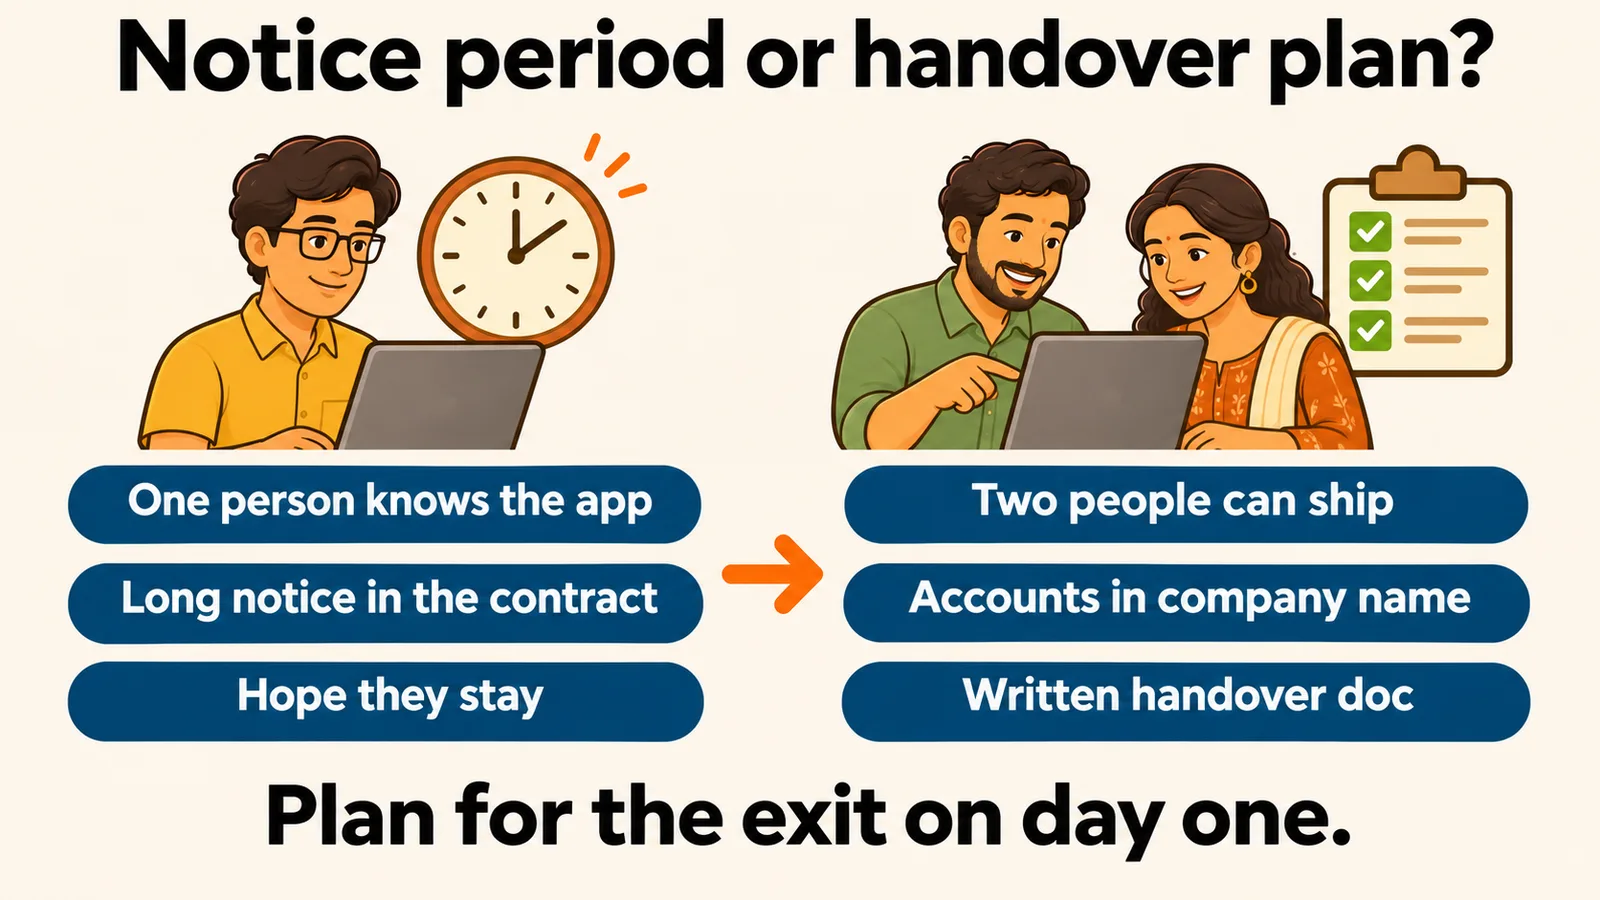 Notice period or handover plan?
One person knows the app
Long notice in the contract
Hope they stay
Two people can ship
Accounts in company name
Written handover doc
Plan for the exit on day one.